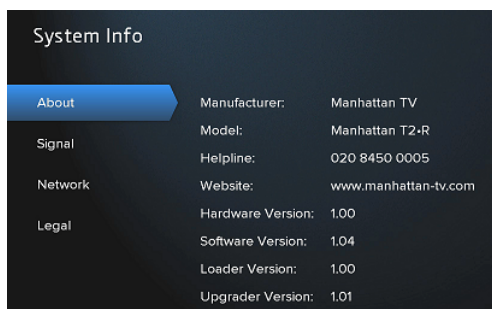 System Info
About
Signal
Network
Legal
Manufacturer: Manhattan TV
Model: Manhattan T2•R
Helpline: 020 8450 0005
Website: www.manhattan-tv.com
Hardware Version: 1.00
Software Version: 1.04
Loader Version: 1.00
Upgrader Version: 1.01